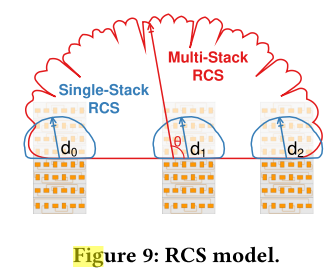 Multi-Stack
RCS
Single-Stack
RCS
θ
d0
d1
d2
Figure 9: RCS model.